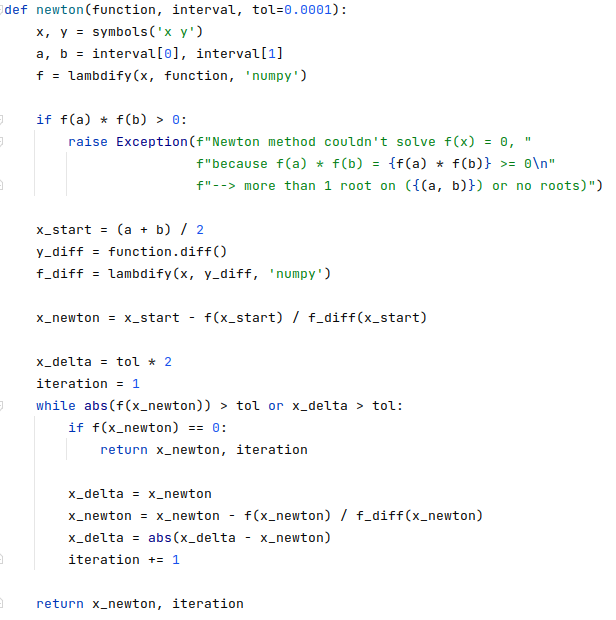 def newton(function, interval, tol=0.0001):
    x, y = symbols('x y')
    a, b = interval[0], interval[1]
    f = lambdify(x, function, 'numpy')

    if f(a) * f(b) > 0:
        raise Exception(f"Newton method couldn't solve f(x) = 0, "
                        f"because f(a) * f(b) = {f(a) * f(b)} >= 0\n"
                        f"--> more than 1 root on ({(a, b)}) or no roots)")

    x_start = (a + b) / 2
    y_diff = function.diff()
    f_diff = lambdify(x, y_diff, 'numpy')

    x_newton = x_start - f(x_start) / f_diff(x_start)

    x_delta = tol * 2
    iteration = 1
    while abs(f(x_newton)) > tol or x_delta > tol:
        if f(x_newton) == 0:
            return x_newton, iteration

        x_delta = x_newton
        x_newton = x_newton - f(x_newton) / f_diff(x_newton)
        x_delta = abs(x_delta - x_newton)
        iteration += 1

    return x_newton, iteration